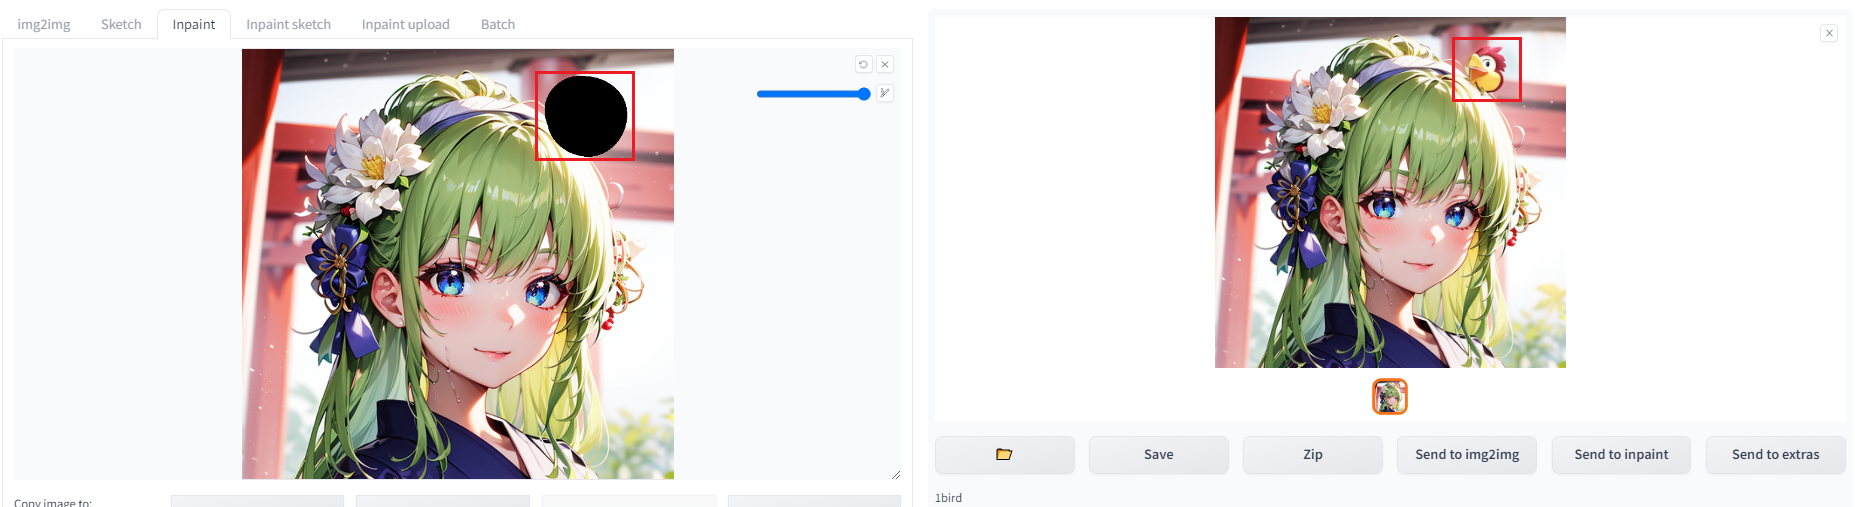 img2img Sketch Inpaint Inpaint sketch Inpaint upload Batch
Copy image to:
Save Zip Send to img2img Send to inpaint Send to extras
1bird